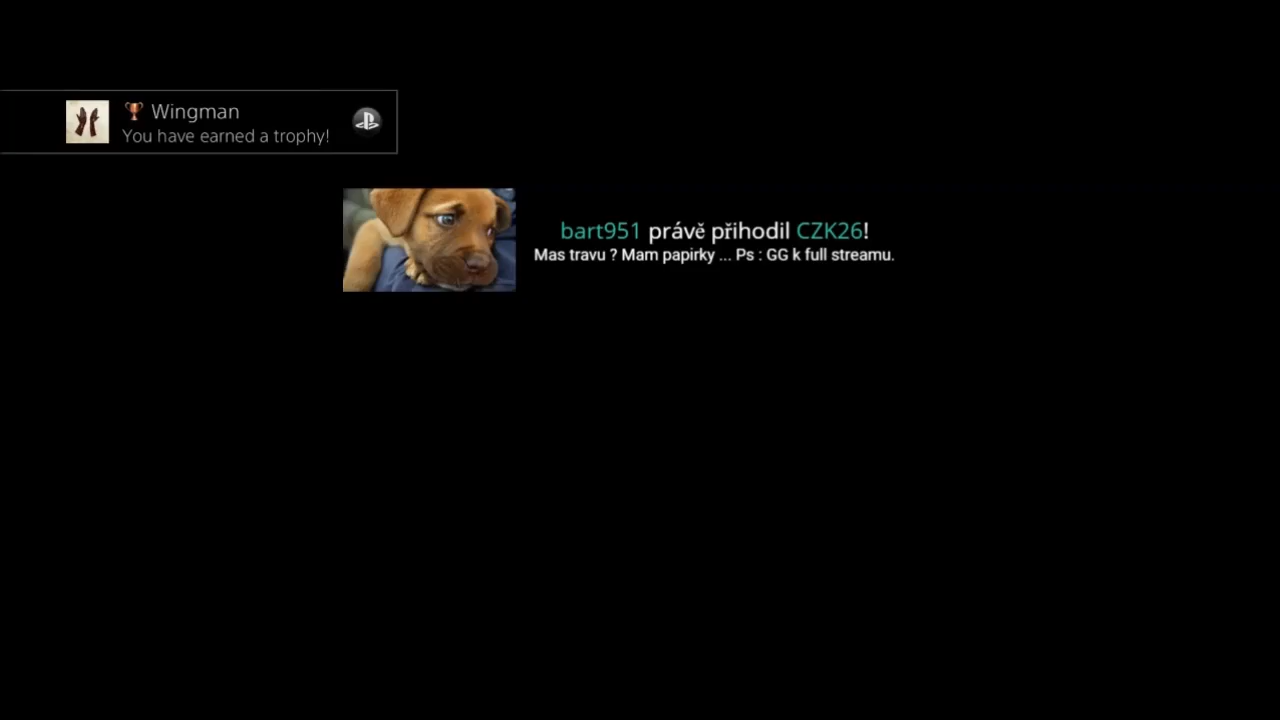 Wingman
You have earned a trophy!
bart951 právě přihodil CZK26!
Mas travu ? Mam papirky ... Ps : GG k full streamu.